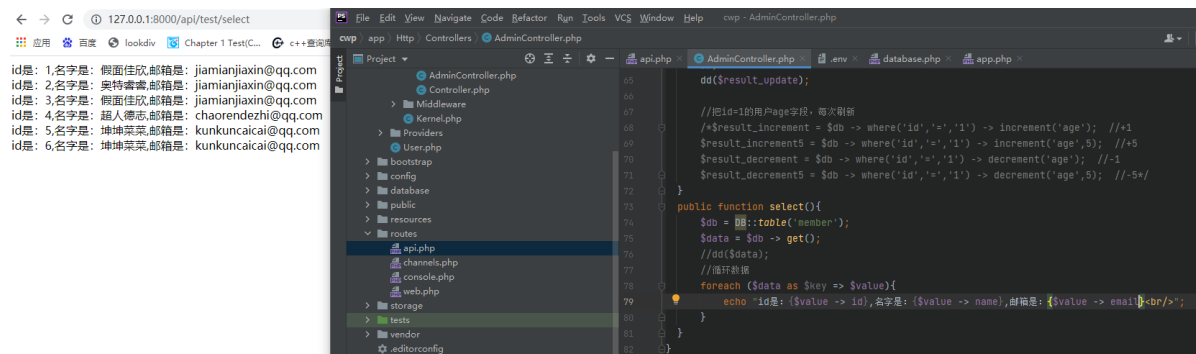 127.0.0.1:8000/api/test/select
应用 百度 lookdiv Chapter 1 Test(C... c++查询库
id是：1,名字是：假面佳欣,邮箱是：jiamianjiaxin@qq.com
id是：2,名字是：奥特睿睿,邮箱是：jiamianjiaxin@qq.com
id是：3,名字是：假面佳欣,邮箱是：jiamianjiaxin@qq.com
id是：4,名字是：超人德志,邮箱是：chaorendezhi@qq.com
id是：5,名字是：坤坤菜菜,邮箱是：kunkuncaicai@qq.com
id是：6,名字是：坤坤菜菜,邮箱是：kunkuncaicai@qq.com
PS File Edit View Navigate Code Refactor Run Tools VCS Window Help cwp - AdminController.php
cwp app Http Controllers AdminController.php
Project
Project
AdminController.php
Controller.php
Middleware
Kernel.php
Providers
User.php
bootstrap
config
database
public
resources
routes
api.php
channels.php
console.php
web.php
storage
tests
vendor
.editorconfig
api.php AdminController.php .env database.php app.php
65 dd($result_update);
66
67 //把id=1的用户age字段，每次刷新
68 /*$result_increment = $db -> where('id','=','1') -> increment('age'); //+1
69 $result_increment5 = $db -> where('id','=','1') -> increment('age',5); //+5
70 $result_decrement = $db -> where('id','=','1') -> decrement('age'); //-1
71 $result_decrement5 = $db -> where('id','=','1') -> decrement('age',5); //-5*/
72 }
73 public function select(){
74 $db = DB::table('member');
75 $data = $db -> get();
76 //dd($data);
77 //循环数据
78 foreach ($data as $key => $value){
79 echo "id是：{$value -> id},名字是：{$value -> name},邮箱是：{$value -> email}<br/>";
80 }
81 }
82 }